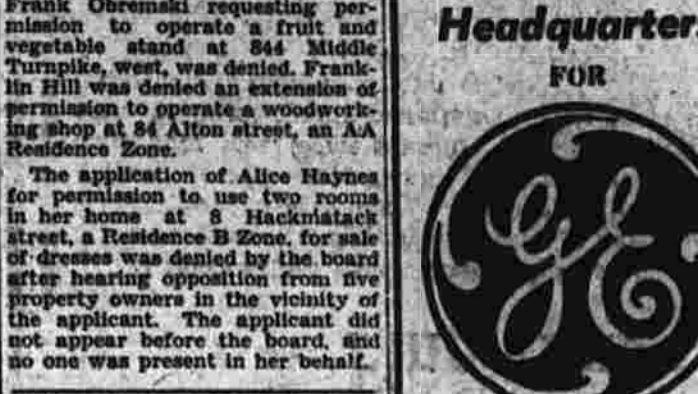 Frank Obremski requesting per-
mission to operate a fruit and
vegetable stand at 844 Middle
Turnpike, west, was denied. Frank-
lin Hill was denied an extension of
permission to operate a woodwork-
ing shop at 84 Alton street, an AA
Residence Zone.
The application of Alice Haynes
for permission to use two rooms
in her home at 8 Hackmatack
street, a Residence B Zone, for sale
of dresses was denied by the board
after hearing opposition from five
property owners in the vicinity of
the applicant. The applicant did
not appear before the board, and
no one was present in her behalf.
Headquarter
FOR
GE